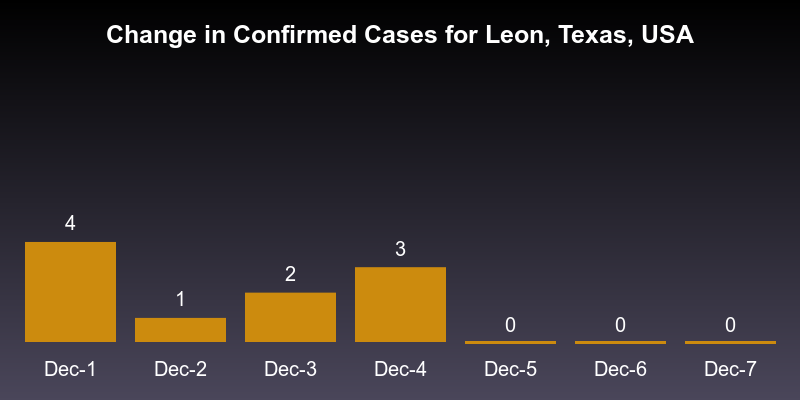 Change in Confirmed Cases for Leon, Texas, USA
4
1
2
3
0
0
0
Dec-1
Dec-2
Dec-3
Dec-4
Dec-5
Dec-6
Dec-7